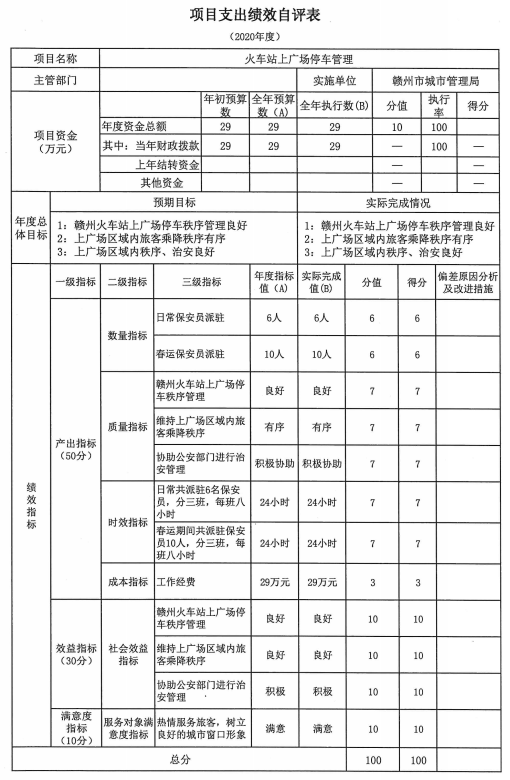 项目支出绩效自评表
（2020年度）
项目名称 火车站上广场停车管理
主管部门 实施单位 赣州市城市管理局
项目资金（万元） 年初预算数 全年预算数（A） 全年执行数(B) 分值 执行率 得分
年度资金总额 29 29 29 10 100
其中：当年财政拨款 29 29 29 — 100 —
上年结转资金 — —
其他资金 — —
年度总体目标 预期目标 实际完成情况
1：赣州火车站上广场停车秩序管理良好
2：上广场区域内旅客乘降秩序有序
3：上广场区域内秩序、治安良好
1：赣州火车站上广场停车秩序管理良好
2：上广场区域内旅客乘降秩序有序
3：上广场区域内秩序、治安良好
绩效指标
一级指标 二级指标 三级指标 年度指标值（A） 实际完成值(B) 分值 得分 偏差原因分析及改进措施
产出指标（50分） 数量指标 日常保安员派驻 6人 6人 6 6
春运保安员派驻 10人 10人 6 6
质量指标 赣州火车站上广场停车秩序管理 良好 良好 7 7
维持上广场区域内旅客乘降秩序 有序 有序 7 7
协助公安部门进行治安管理 积极协助 积极协助 7 7
时效指标 日常共派驻6名保安员，分三班，每班八小时 24小时 24小时 7 7
春运期间共派驻保安员10人，分三班，每班八小时 24小时 24小时 7 7
成本指标 工作经费 29万元 29万元 3 3
效益指标（30分） 社会效益指标 赣州火车站上广场停车秩序管理 良好 良好 10 10
维持上广场区域内旅客乘降秩序 良好 良好 10 10
协助公安部门进行治安管理 积极 积极 10 10
满意度指标（10分） 服务对象满意度指标 热情服务旅客，树立良好的城市窗口形象 满意 满意 10 10
总分 100 100